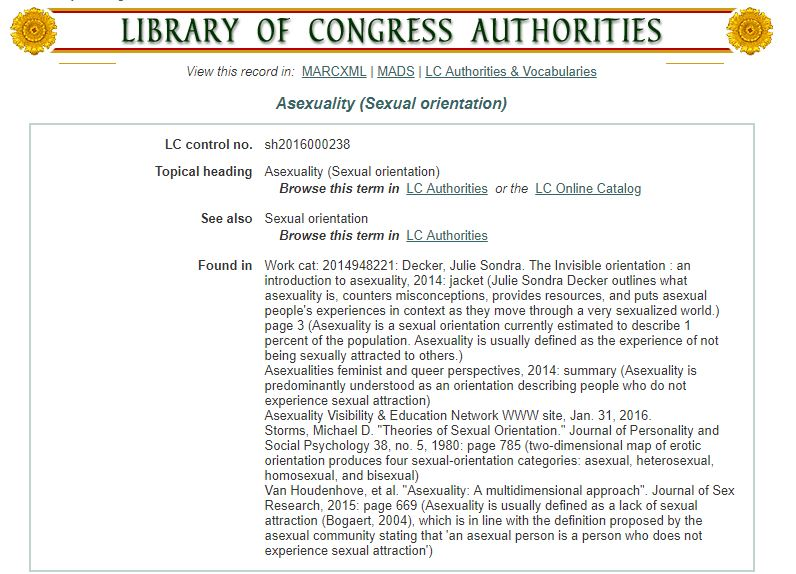 LIBRARY OF CONGRESS AUTHORITIES
View this record in: MARCXML | MADS | LC Authorities & Vocabularies
Asexuality (Sexual orientation)
LC control no. sh2016000238
Topical heading Asexuality (Sexual orientation)
Browse this term in LC Authorities or the LC Online Catalog
See also Sexual orientation
Browse this term in LC Authorities
Found in Work cat: 2014948221: Decker, Julie Sondra. The Invisible orientation : an
introduction to asexuality, 2014: jacket (Julie Sondra Decker outlines what
asexuality is, counters misconceptions, provides resources, and puts asexual
people's experiences in context as they move through a very sexualized world.)
page 3 (Asexuality is a sexual orientation currently estimated to describe 1
percent of the population. Asexuality is usually defined as the experience of not
being sexually attracted to others.)
Asexualities feminist and queer perspectives, 2014: summary (Asexuality is
predominantly understood as an orientation describing people who do not
experience sexual attraction)
Asexuality Visibility & Education Network WWW site, Jan. 31, 2016.
Storms, Michael D. "Theories of Sexual Orientation." Journal of Personality and
Social Psychology 38, no. 5, 1980: page 785 (two-dimensional map of erotic
orientation produces four sexual-orientation categories: asexual, heterosexual,
homosexual, and bisexual)
Van Houdenhove, et al. "Asexuality: A multidimensional approach". Journal of Sex
Research, 2015: page 669 (Asexuality is usually defined as a lack of sexual
attraction (Bogaert, 2004), which is in line with the definition proposed by the
asexual community stating that 'an asexual person is a person who does not
experience sexual attraction')